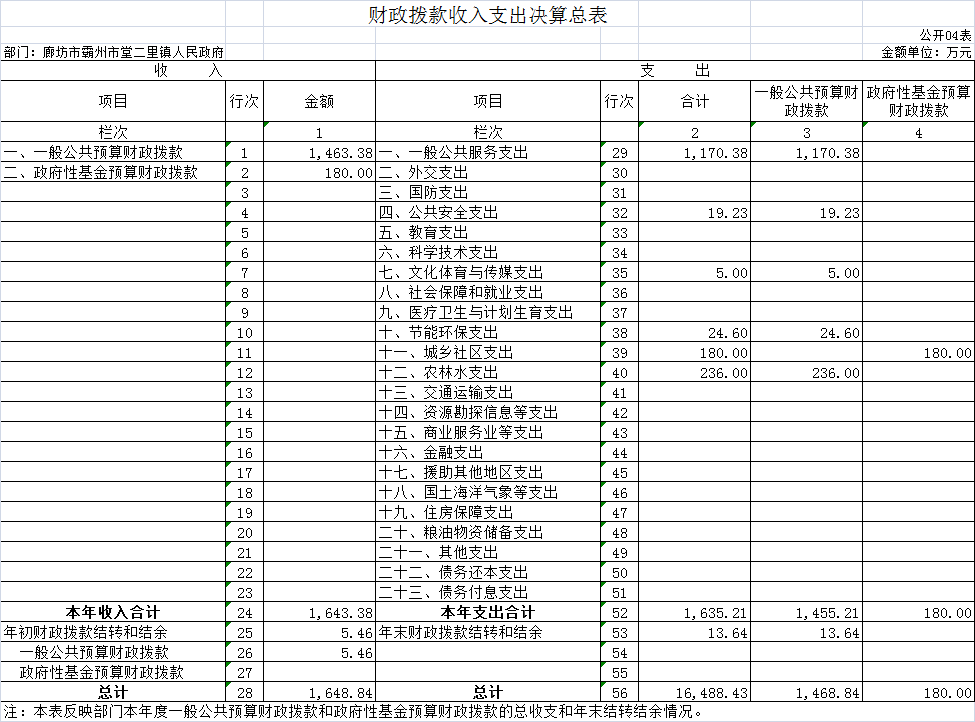 财政拨款收入支出决算总表
公开04表
部门：廊坊市霸州市堂二里镇人民政府 金额单位：万元
收 入 支 出
项目 行次 金额 项目 行次 合计 一般公共预算财政拨款 政府性基金预算财政拨款
栏次 1 栏次 2 3 4
一、一般公共预算财政拨款 1 1,463.38 一、一般公共服务支出 29 1,170.38 1,170.38
二、政府性基金预算财政拨款 2 180.00 二、外交支出 30
3 三、国防支出 31
4 四、公共安全支出 32 19.23 19.23
5 五、教育支出 33
6 六、科学技术支出 34
7 七、文化体育与传媒支出 35 5.00 5.00
8 八、社会保障和就业支出 36
9 九、医疗卫生与计划生育支出 37
10 十、节能环保支出 38 24.60 24.60
11 十一、城乡社区支出 39 180.00 180.00
12 十二、农林水支出 40 236.00 236.00
13 十三、交通运输支出 41
14 十四、资源勘探信息等支出 42
15 十五、商业服务业等支出 43
16 十六、金融支出 44
17 十七、援助其他地区支出 45
18 十八、国土海洋气象等支出 46
19 十九、住房保障支出 47
20 二十、粮油物资储备支出 48
21 二十一、其他支出 49
22 二十二、债务还本支出 50
23 二十三、债务付息支出 51
本年收入合计 24 1,643.38 本年支出合计 52 1,635.21 1,455.21 180.00
年初财政拨款结转和结余 25 5.46 年末财政拨款结转和结余 53 13.64 13.64
一般公共预算财政拨款 26 5.46 54
政府性基金预算财政拨款 27 55
总计 28 1,648.84 总计 56 16,488.43 1,468.84 180.00
注：本表反映部门本年度一般公共预算财政拨款和政府性基金预算财政拨款的总收支和年末结转结余情况。